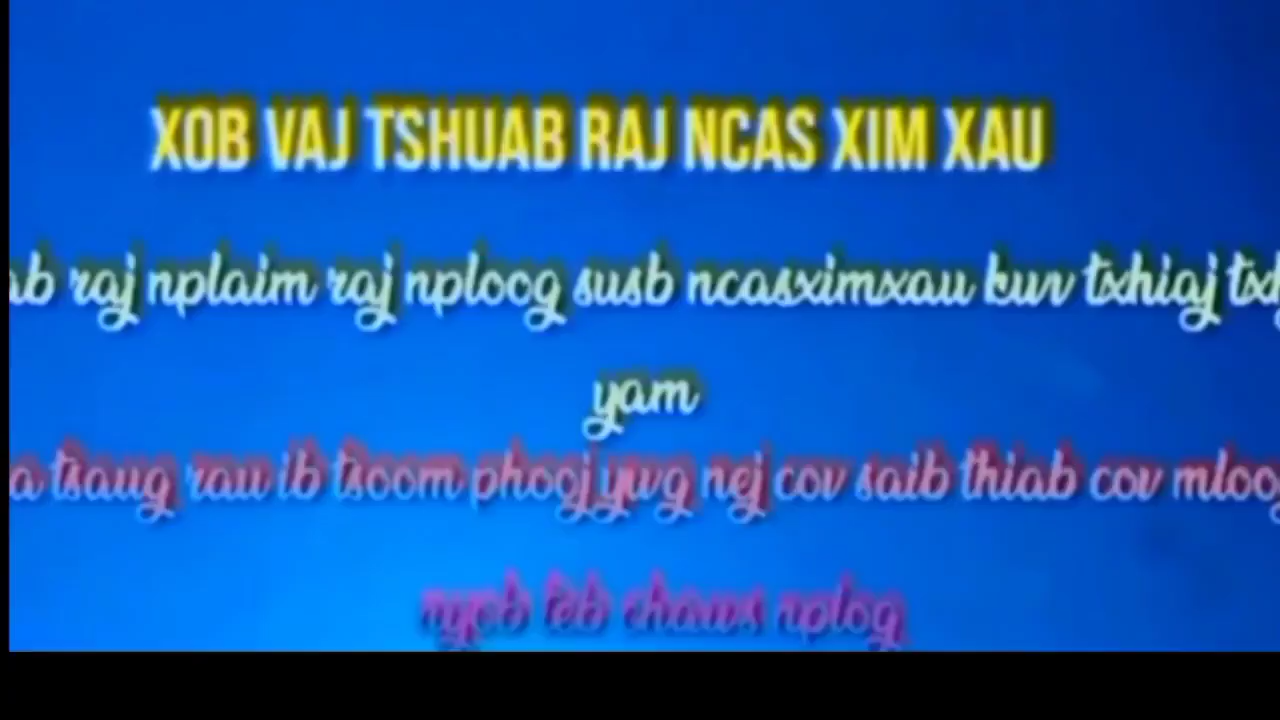 XOB VAJ TSHUAB RAJ NCAS XIM XAU
raj nplaim raj nploog susb ncasximxau kuv txhiaj
yam
tsaug rau ib tsoom phooj ywg nej cov saib thiab cov
nyob teb chaws nplog